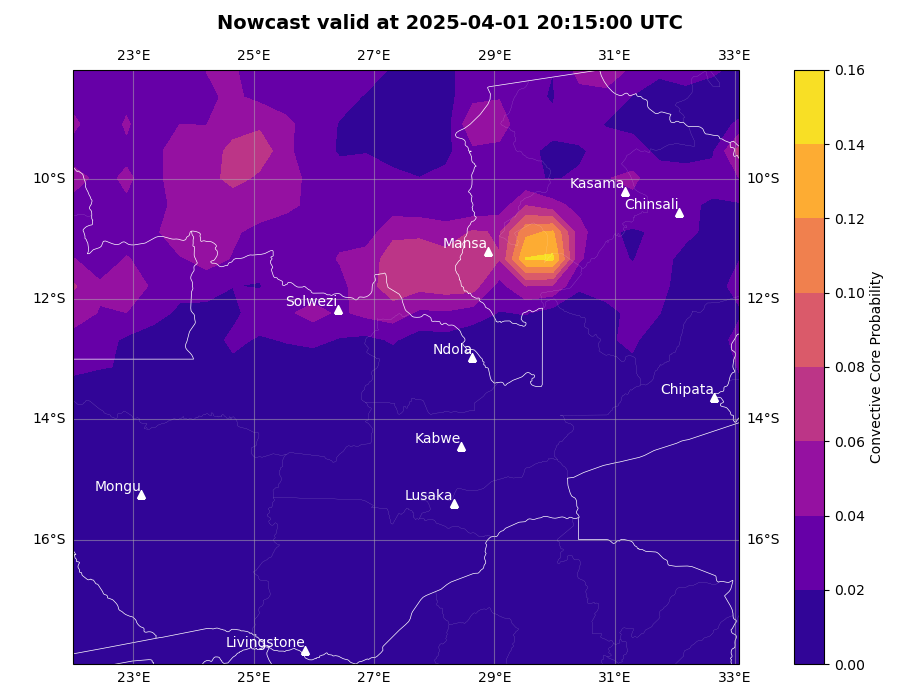 Nowcast valid at 2025-04-01 20:15:00 UTC
23°E 25°E 27°E 29°E 31°E 33°E
0.16
0.14
10°S Kasama 10°S
Chinsali
0.12
Mansa
0.10
12°S Solwezi 12°S
0.08
Ndola
Chipata
14°S 14°S
0.06
Kabwe
Mongu
Lusaka
0.04
16°S 16°S
0.02
Livingstone
0.00
23°E 25°E 27°E 29°E 31°E 33°E
Convective Core Probability